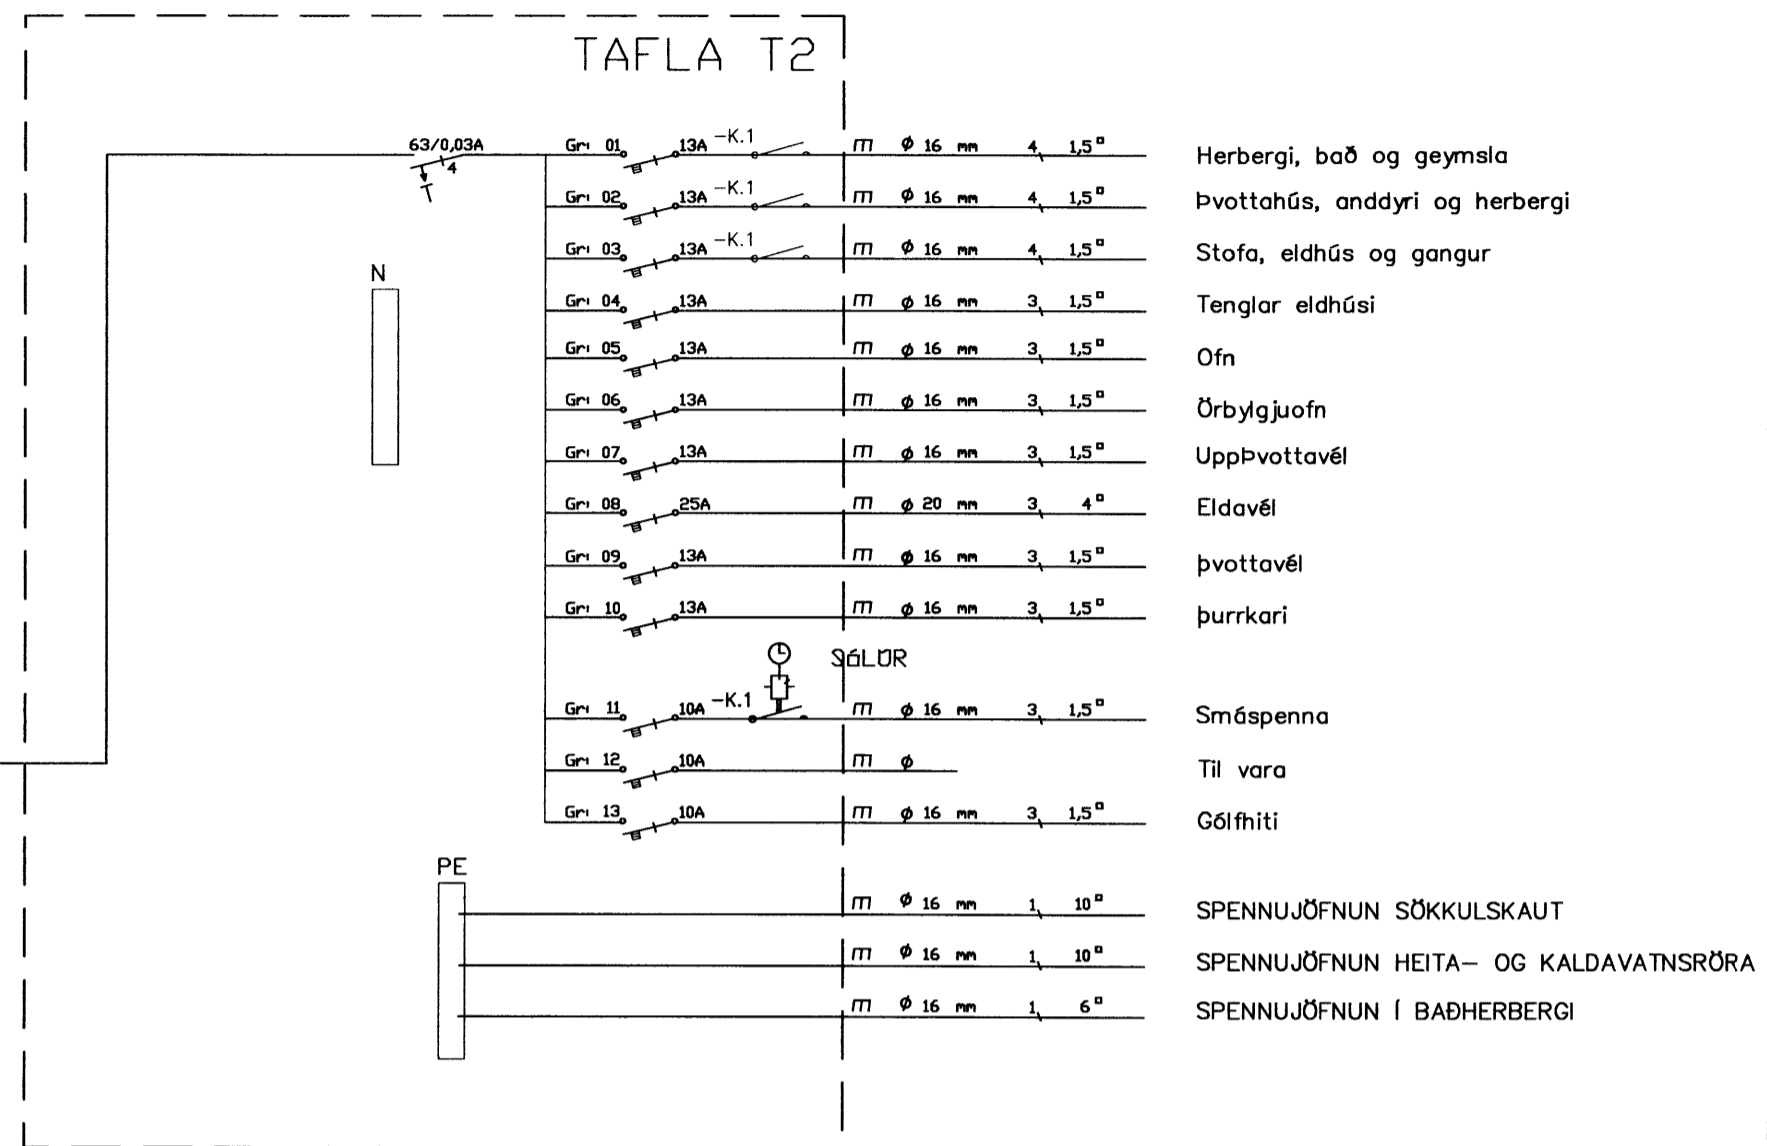 TAFLA T2
63/0,03A
4
N
Gr: 01 13A -K.1 m ø 16 mm 4 1,5□ Herbergi, bað og geymsla
Gr: 02 13A -K.1 m ø 16 mm 4 1,5□ Þvottahús, anddyri og herbergi
Gr: 03 13A -K.1 m ø 16 mm 4 1,5□ Stofa, eldhús og gangur
Gr: 04 13A m ø 16 mm 3 1,5□ Tenglar eldhúsi
Gr: 05 13A m ø 16 mm 3 1,5□ Ofn
Gr: 06 13A m ø 16 mm 3 1,5□ Örbylgjuofn
Gr: 07 13A m ø 16 mm 3 1,5□ UppÞvottavél
Gr: 08 25A m ø 20 mm 3 4□ Eldavél
Gr: 09 13A m ø 16 mm 3 1,5□ þvottavél
Gr: 10 13A m ø 16 mm 3 1,5□ þurrkari
SóLÚR
Gr: 11 10A -K.1 m ø 16 mm 3 1,5□ Smáspenna
Gr: 12 10A m ø Til vara
Gr: 13 10A m ø 16 mm 3 1,5□ Gólfhiti
PE
m ø 16 mm 1 10□ SPENNUJÖFNUN SÖKKULSKAUT
m ø 16 mm 1 10□ SPENNUJÖFNUN HEITA- OG KALDAVATNSRÖRA
m ø 16 mm 1 6□ SPENNUJÖFNUN Í BAÐHERBERGI